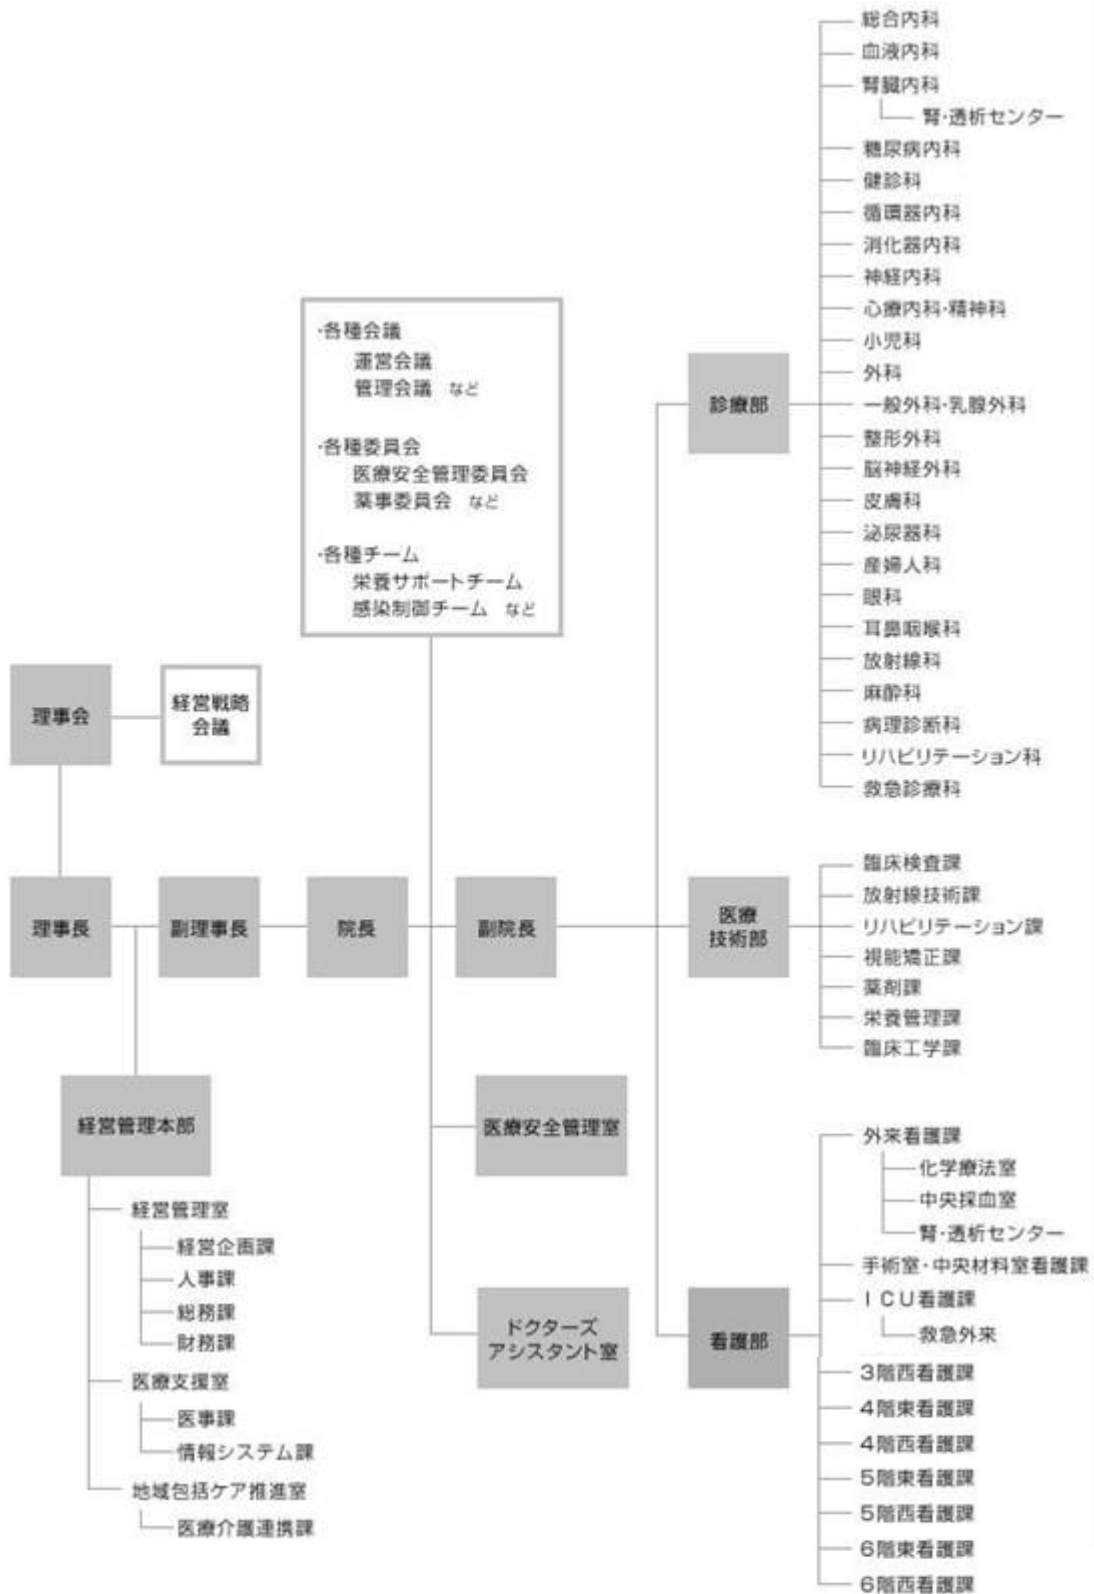 総合内科
血液内科
腎臓内科
腎・透析センター
糖尿病内科
健診科
循環器内科
消化器内科
神経内科
心療内科・精神科
小児科
外科
一般外科・乳腺外科
整形外科
脳神経外科
皮膚科
泌尿器科
産婦人科
眼科
耳鼻咽喉科
放射線科
麻酔科
病理診断科
リハビリテーション科
救急診療科
診療部
・各種会議
運営会議
管理会議 など
・各種委員会
医療安全管理委員会
薬事委員会 など
・各種チーム
栄養サポートチーム
感染制御チーム など
理事会
経営戦略
会議
理事長
副理事長
院長
副院長
医療
技術部
臨床検査課
放射線技術課
リハビリテーション課
視能矯正課
薬剤課
栄養管理課
臨床工学課
経営管理本部
経営管理室
経営企画課
人事課
総務課
財務課
医療支援室
医事課
情報システム課
地域包括ケア推進室
医療介護連携課
医療安全管理室
ドクターズ
アシスタント室
看護部
外来看護課
化学療法室
中央採血室
腎・透析センター
手術室・中央材料室看護課
ICU看護課
救急外来
3階西看護課
4階東看護課
4階西看護課
5階東看護課
5階西看護課
6階東看護課
6階西看護課